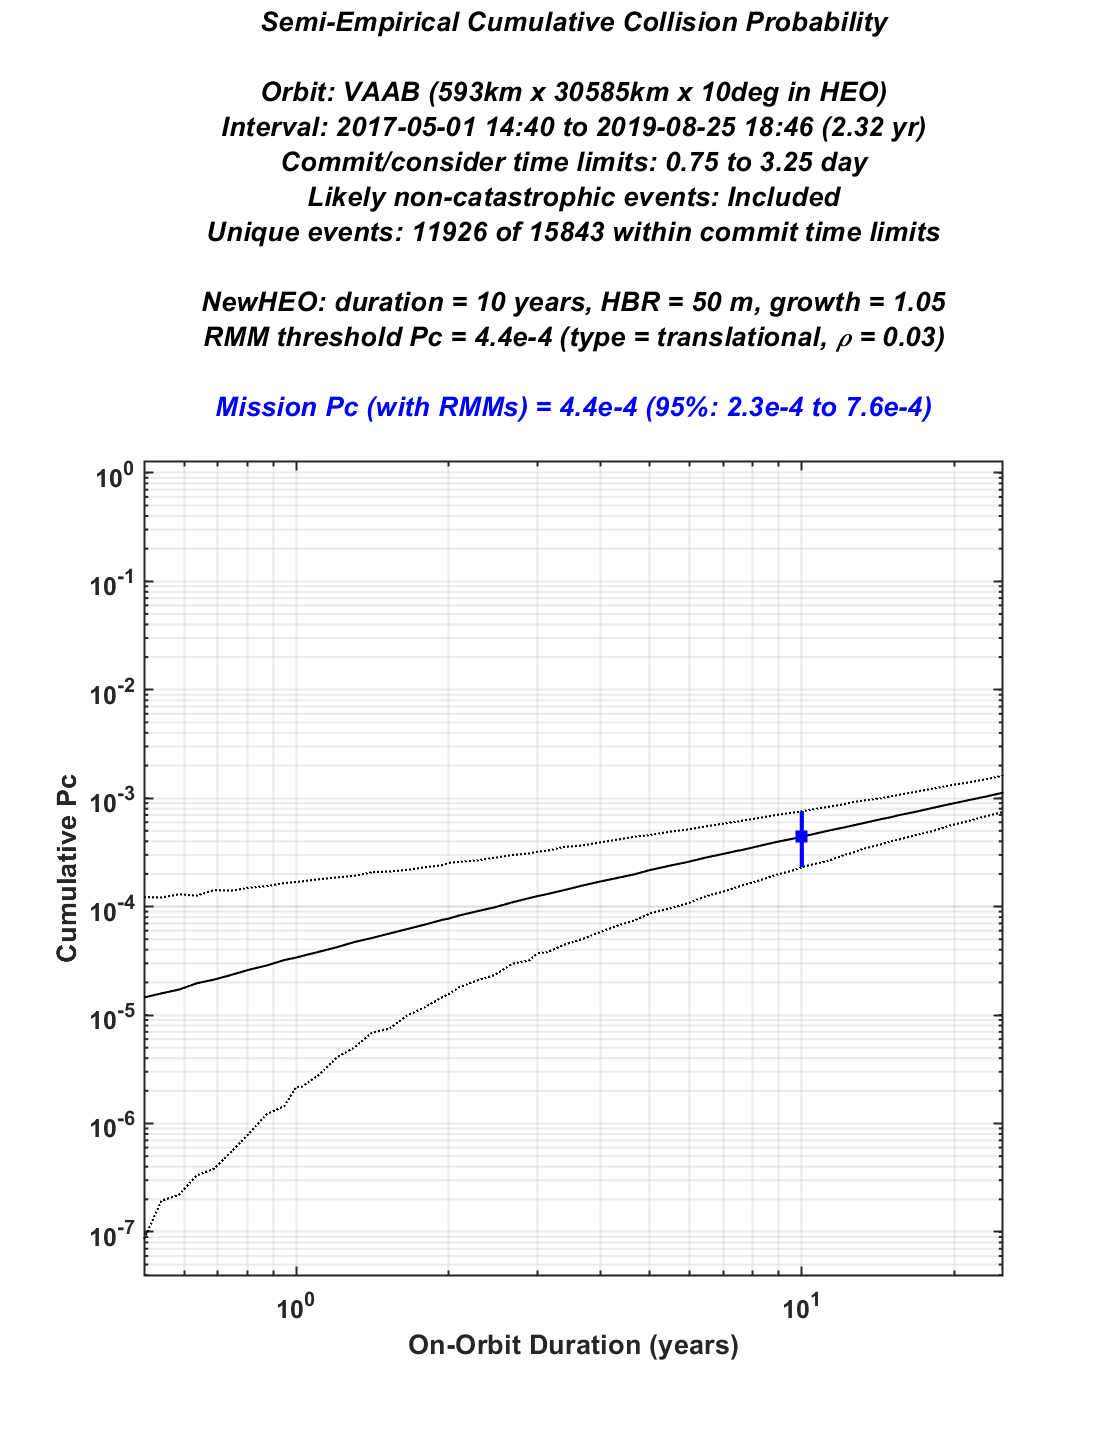 Semi-Empirical Cumulative Collision Probability
Orbit: VAAB (593km x 30585km x 10deg in HEO)
Interval: 2017-05-01 14:40 to 2019-08-25 18:46 (2.32 yr)
Commit/consider time limits: 0.75 to 3.25 day
Likely non-catastrophic events: Included
Unique events: 11926 of 15843 within commit time limits
NewHEO: duration = 10 years, HBR = 50 m, growth = 1.05
RMM threshold Pc = 4.4e-4 (type = translational, ρ = 0.03)
Mission Pc (with RMMs) = 4.4e-4 (95%: 2.3e-4 to 7.6e-4)
10^0
10^-1
10^-2
10^-3
10^-4
10^-5
10^-6
10^-7
Cumulative Pc
10^0 10^1
On-Orbit Duration (years)